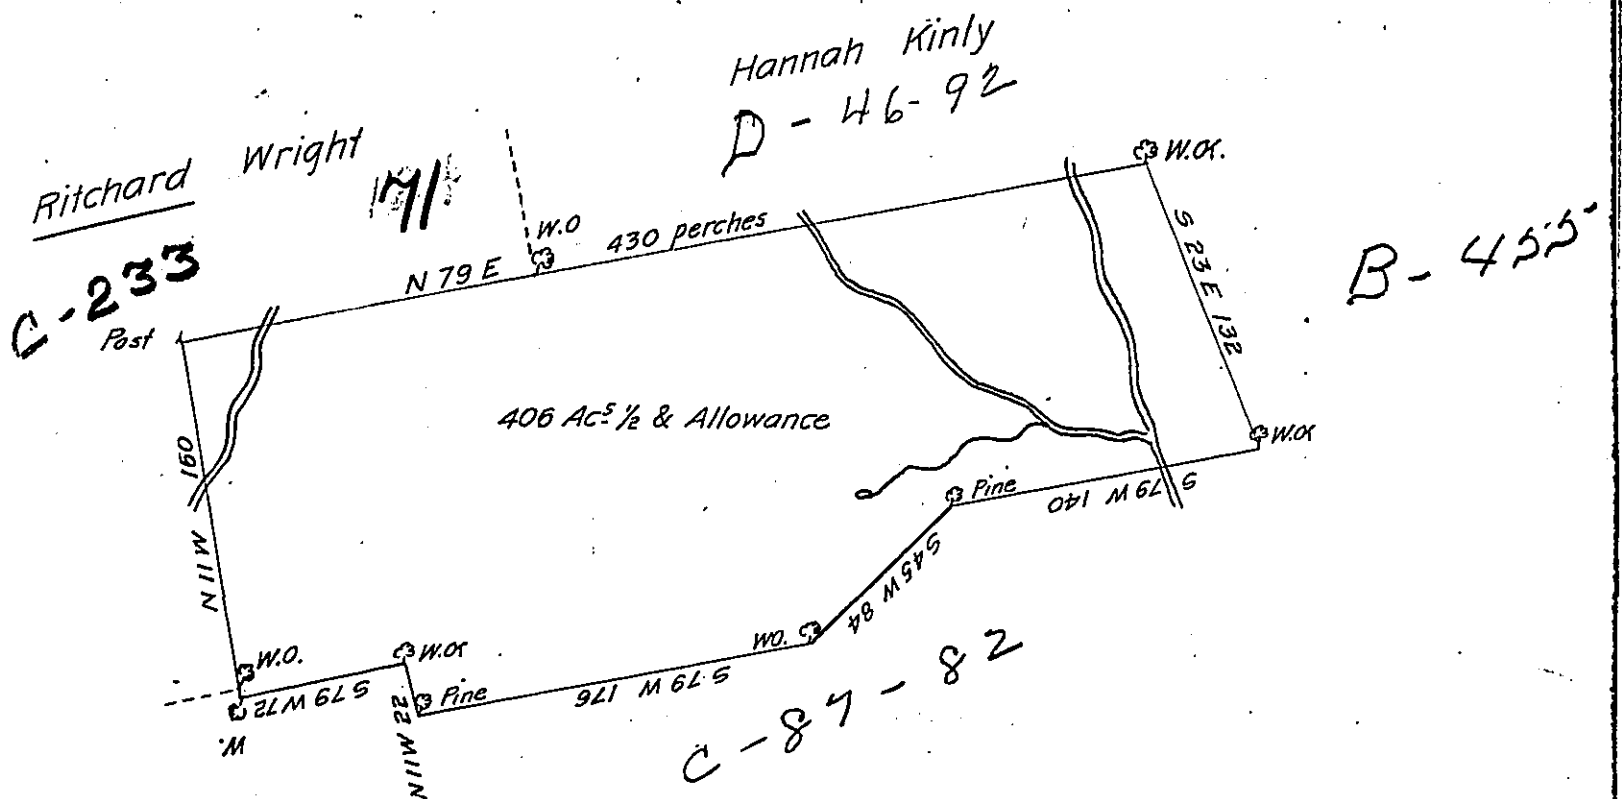 Hannah Kinly
D - 46-92
Ritchard Wright
C-233
W.O
N 79 E
430 perches
W.O.
S 23 E 132
B - 455
Post
406 Acs 1/2 & Allowance
160
N 11 W
W.O.
Pine
S 79 W 140
S 45 W 84
W.O.
S 79 W 72
W.O.
Pine
N 11 W 22
S 79 W 176
WO.
W.
C - 87 - 82